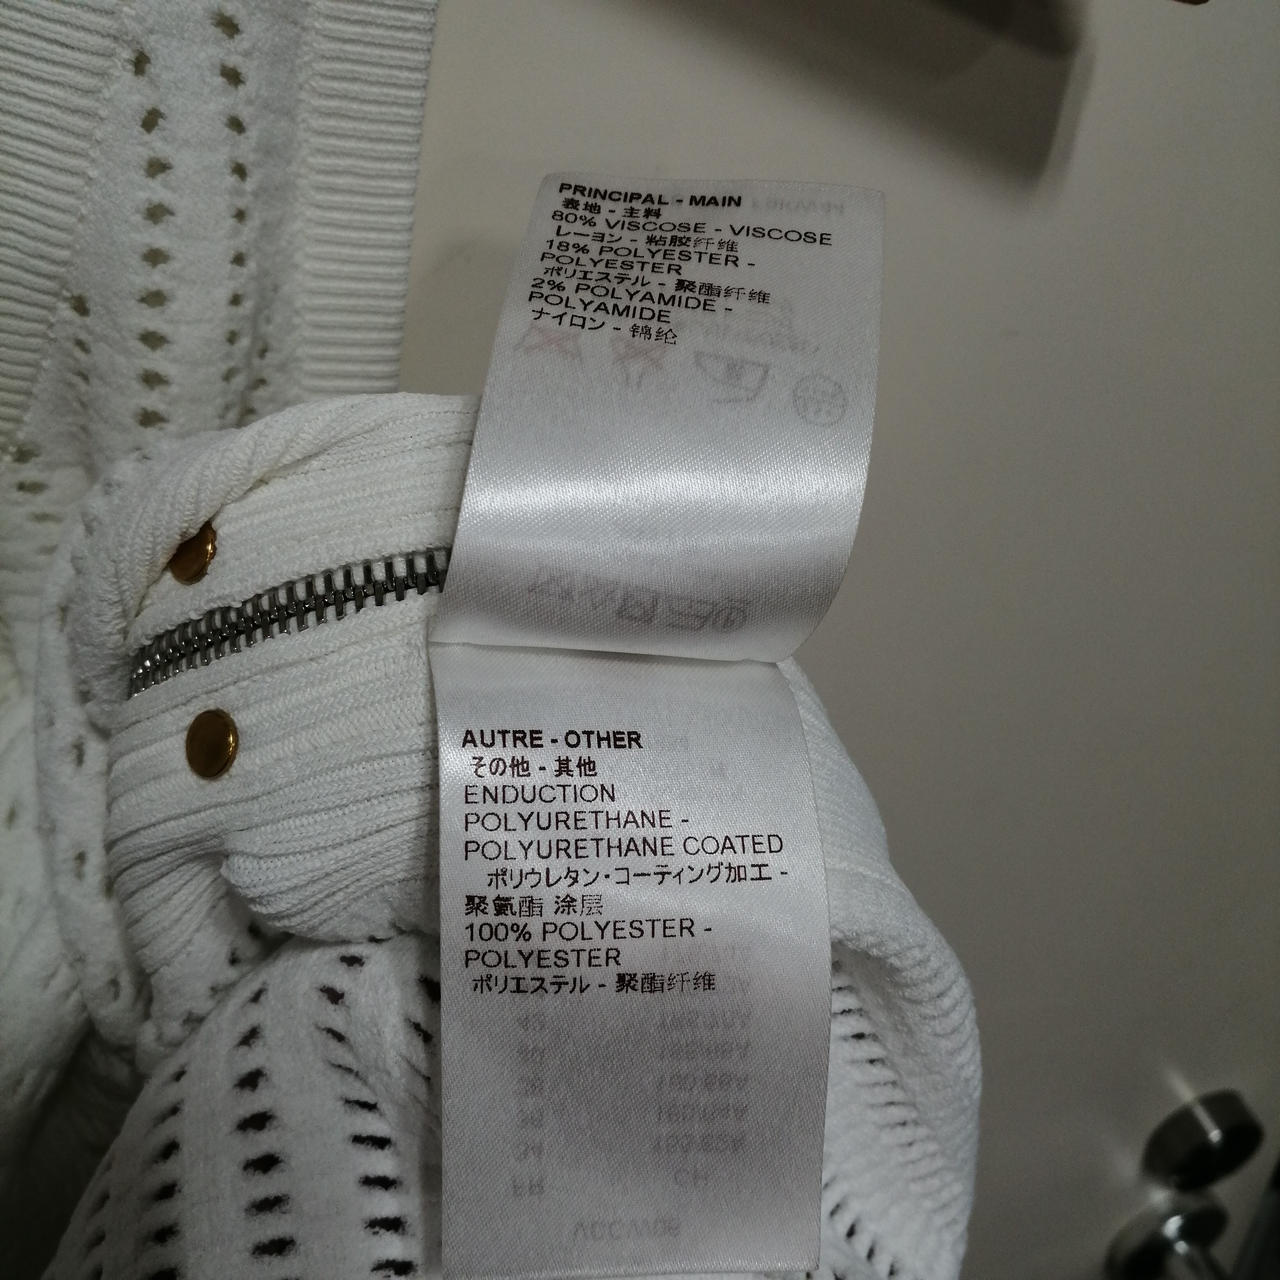 PRINCIPAL - MAIN
表地 - 主料
80% VISCOSE - VISCOSE
レーヨン - 粘胶纤维
18% POLYESTER -
POLYESTER
ポリエステル - 聚酯纤维
2% POLYAMIDE -
POLYAMIDE
ナイロン - 锦纶
AUTRE - OTHER
その他 - 其他
ENDUCTION
POLYURETHANE -
POLYURETHANE COATED
ポリウレタン・コーティング加工 -
聚氨酯 涂层
100% POLYESTER -
POLYESTER
ポリエステル - 聚酯纤维